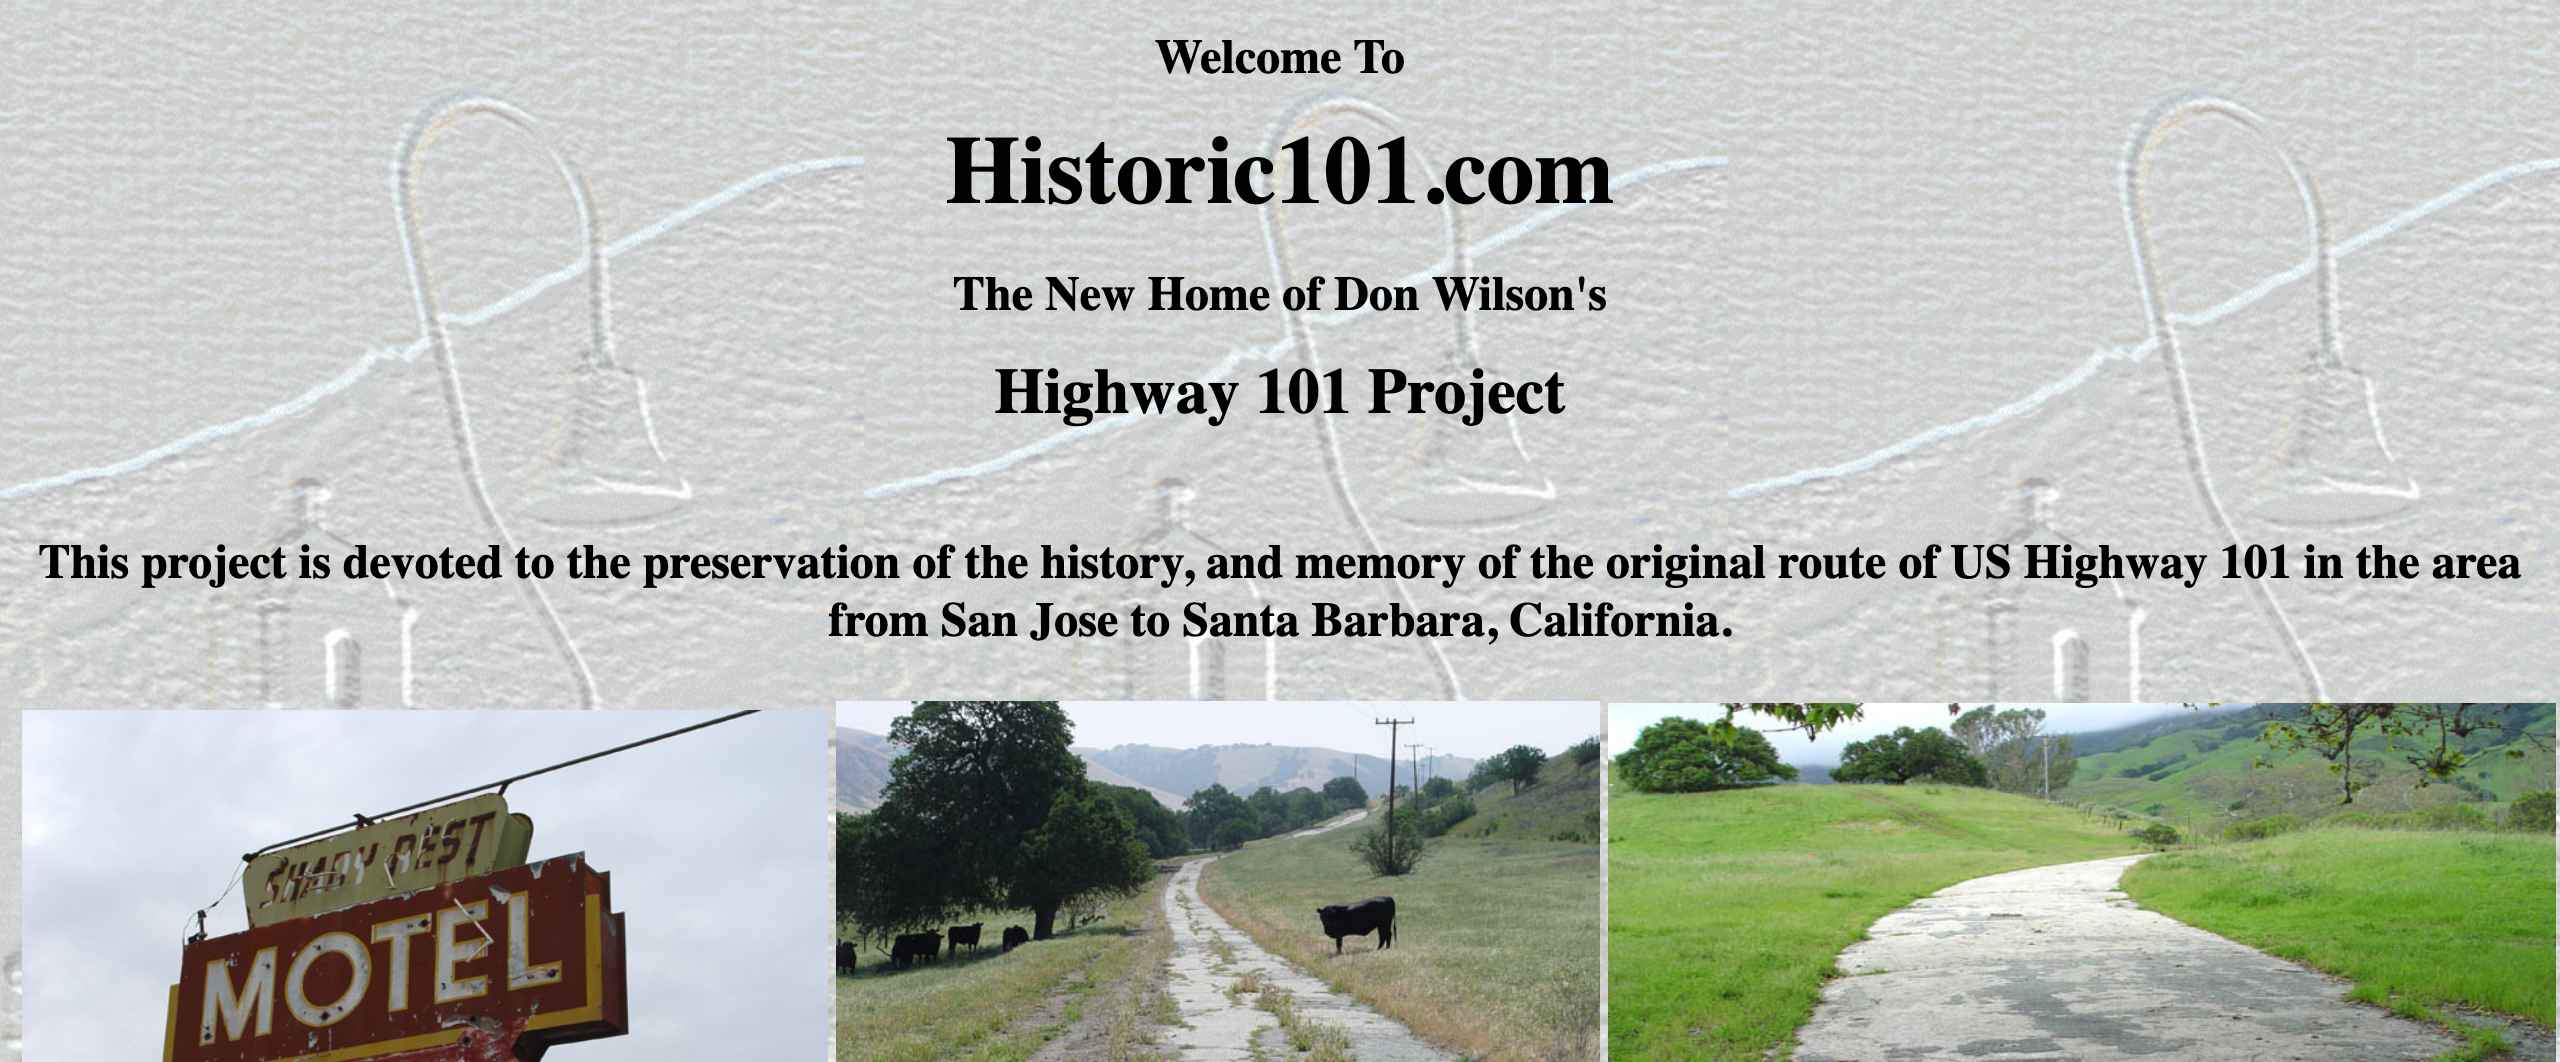 Welcome To
Historic101.com
The New Home of Don Wilson's
Highway 101 Project
This project is devoted to the preservation of the history, and memory of the original route of US Highway 101 in the area
from San Jose to Santa Barbara, California.
SHADY REST
MOTEL